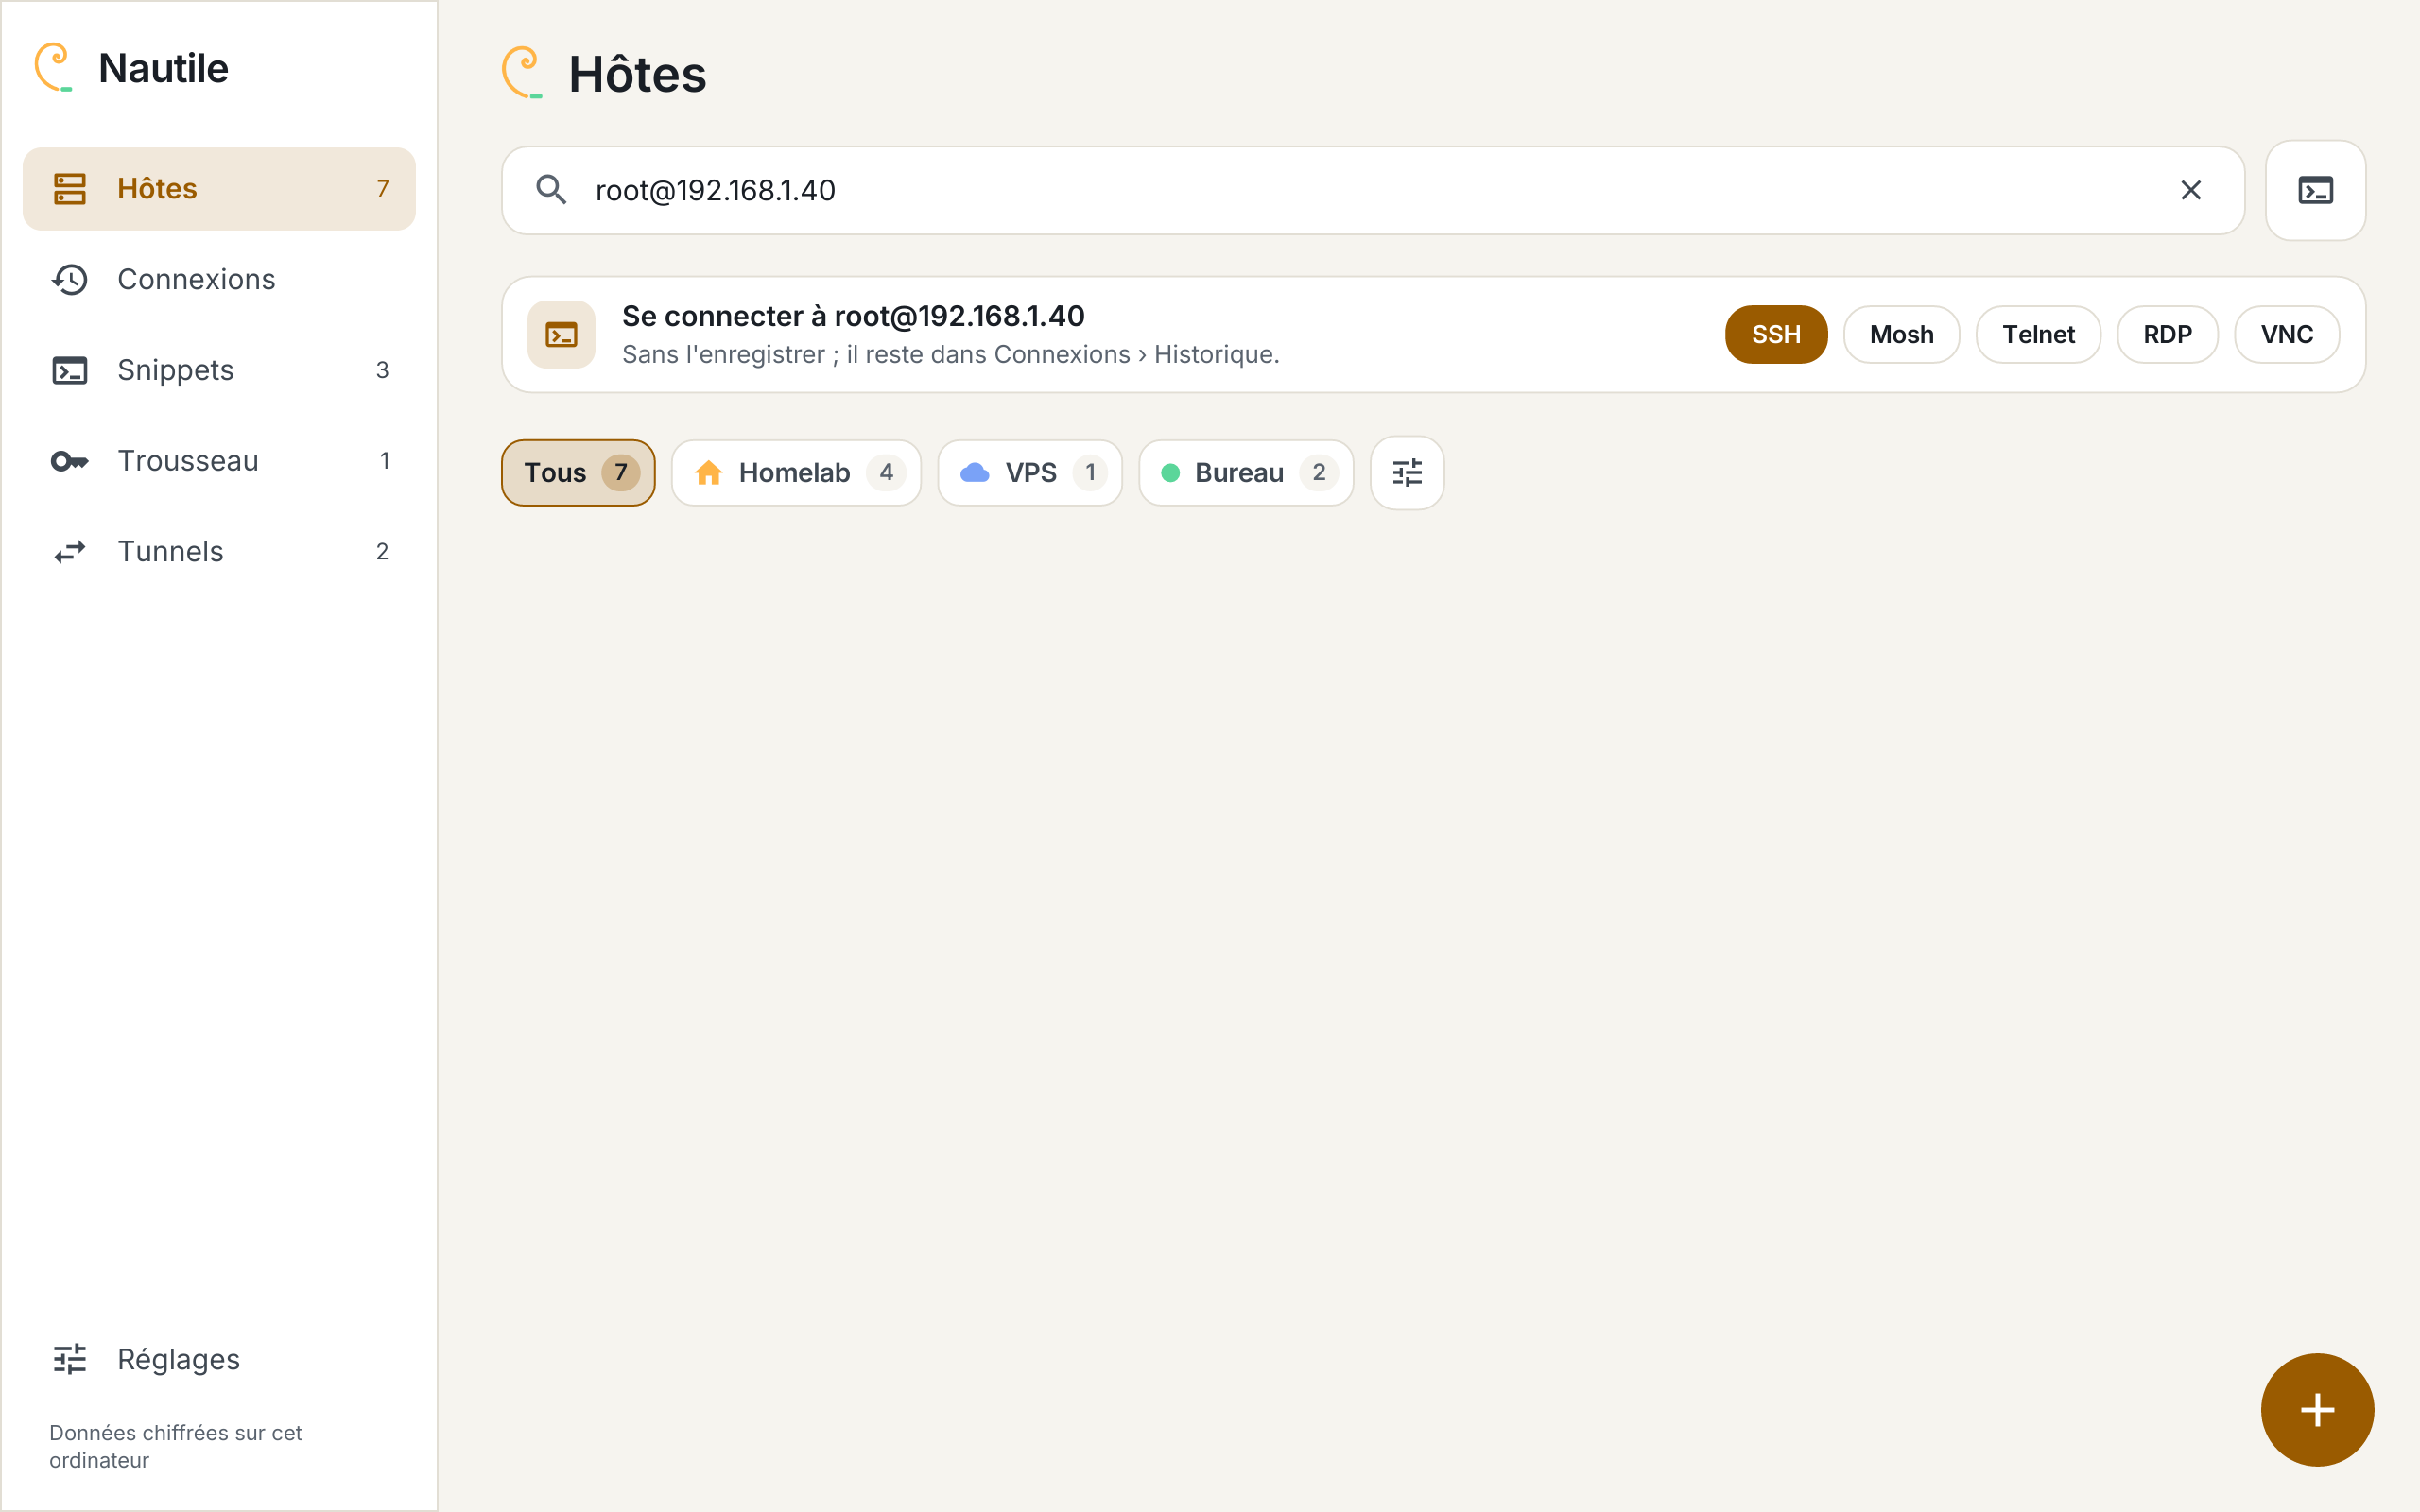 Nautile
Hôtes 7
Connexions
Snippets 3
Trousseau 1
Tunnels 2
Réglages
Données chiffrées sur cet
ordinateur
Hôtes
root@192.168.1.40
Se connecter à root@192.168.1.40
Sans l'enregistrer ; il reste dans Connexions › Historique.
SSH Mosh Telnet RDP VNC
Tous 7 Homelab 4 VPS 1 Bureau 2